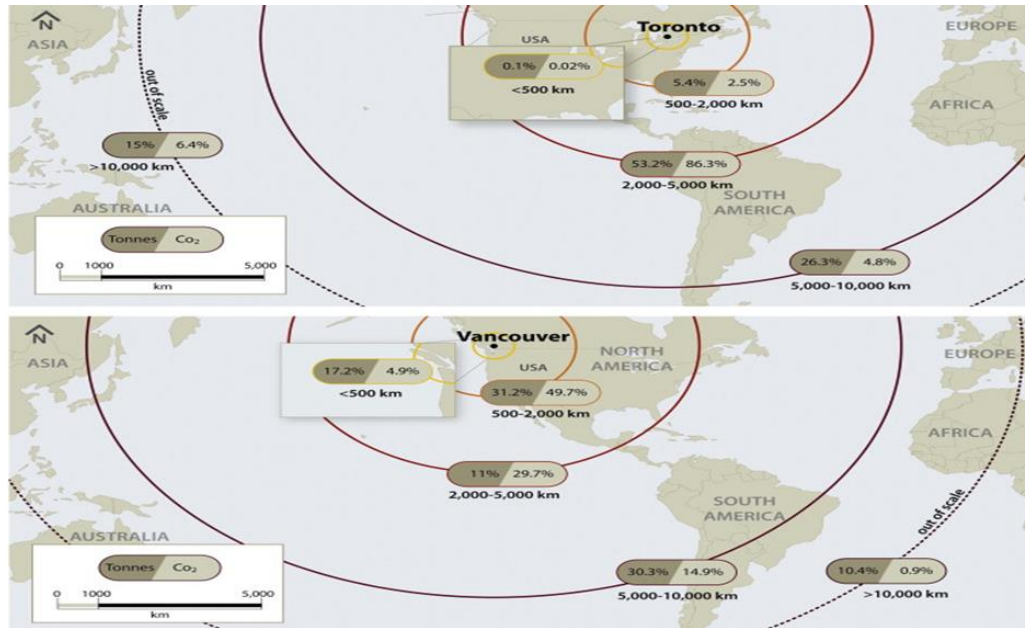 N
ASIA
USA
Toronto
EUROPE
out of scale
0.1% 0.02%
<500 km
5.4% 2.5%
500-2,000 km
AFRICA
15% 6.4%
>10,000 km
53.2% 86.3%
2,000-5,000 km
SOUTH
AMERICA
AUSTRALIA
Tonnes Co₂
0 1000 5,000
km
26.3% 4.8%
5,000-10,000 km
N
ASIA
Vancouver
NORTH
AMERICA
EUROPE
17.2% 4.9%
<500 km
USA
31.2% 49.7%
500-2,000 km
AFRICA
11% 29.7%
2,000-5,000 km
SOUTH
AMERICA
out of scale
AUSTRALIA
Tonnes Co₂
0 1000 5,000
km
30.3% 14.9%
5,000-10,000 km
10.4% 0.9%
>10,000 km